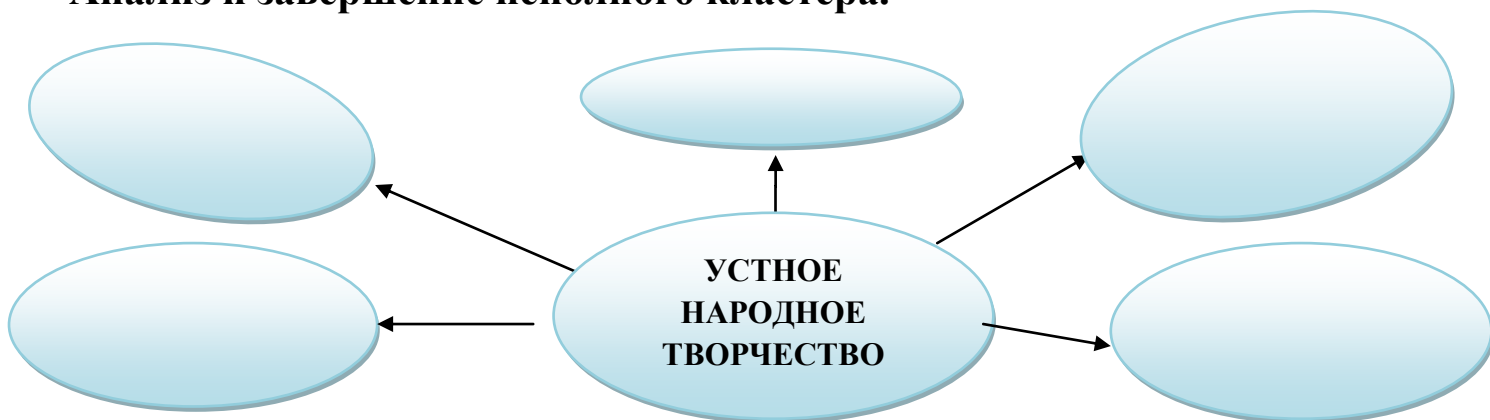 Анализ и завершение неполного кластера.
УСТНОЕ
НАРОДНОЕ
ТВОРЧЕСТВО